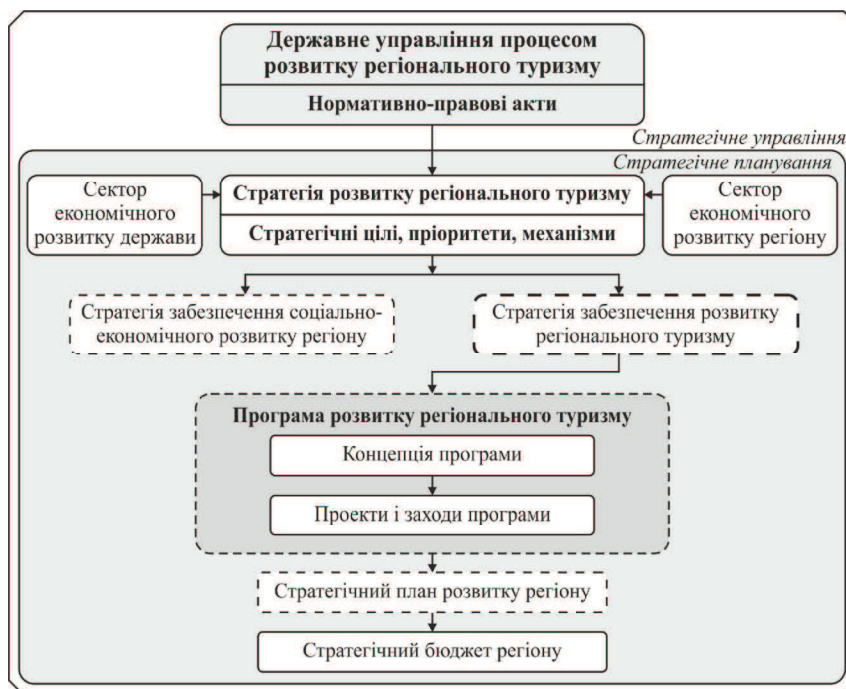 Державне управління процесом
розвитку регіонального туризму
Нормативно-правові акти
Стратегічне управління
Стратегічне планування
Сектор
економічного
розвитку держави
Стратегія розвитку регіонального туризму
Стратегічні цілі, пріоритети, механізми
Сектор
економічного
розвитку регіону
Стратегія забезпечення соціально-
економічного розвитку регіону
Стратегія забезпечення розвитку
регіонального туризму
Програма розвитку регіонального туризму
Концепція програми
Проекти і заходи програми
Стратегічний план розвитку регіону
Стратегічний бюджет регіону